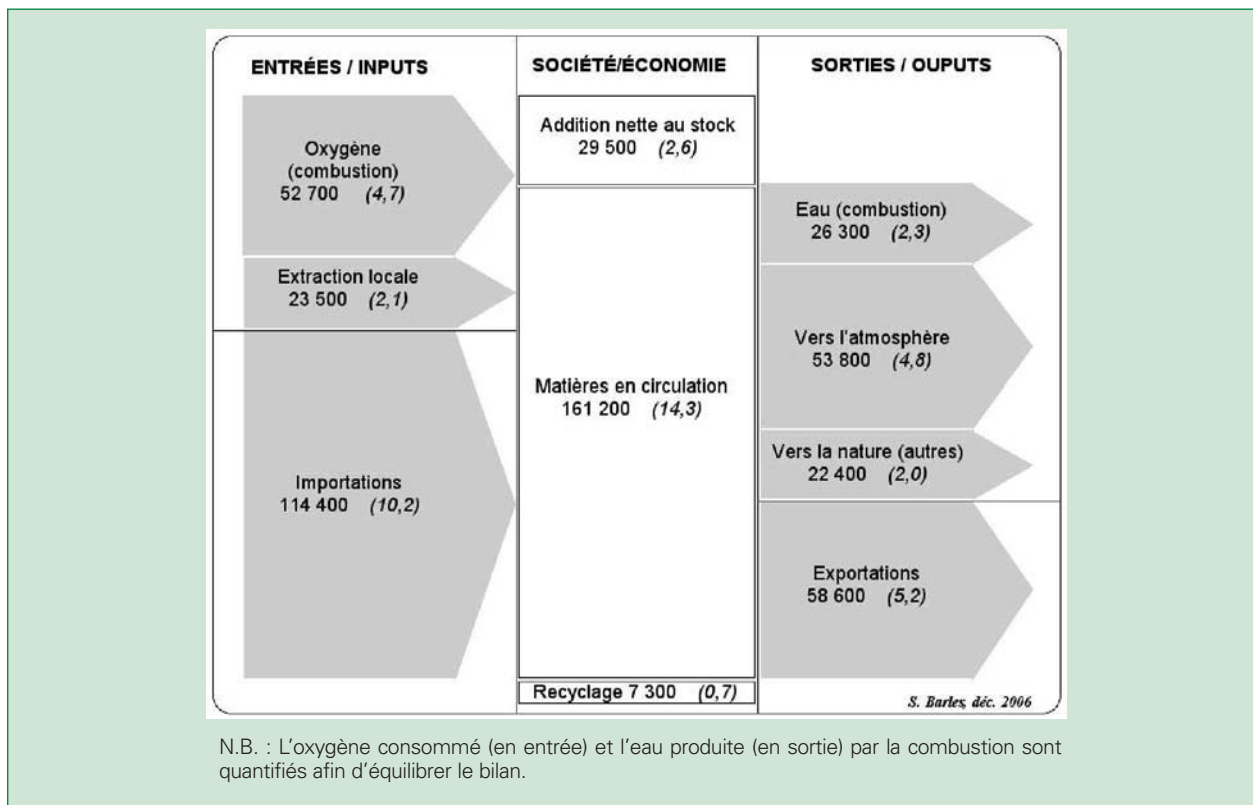 ENTRÉES / INPUTS
SOCIÉTÉ/ÉCONOMIE
SORTIES / OUPUTS
Oxygène
(combustion)
52 700 (4,7)
Extraction locale
23 500 (2,1)
Importations
114 400 (10,2)
Addition nette au stock
29 500 (2,6)
Matières en circulation
161 200 (14,3)
Recyclage 7 300 (0,7)
Eau (combustion)
26 300 (2,3)
Vers l'atmosphère
53 800 (4,8)
Vers la nature (autres)
22 400 (2,0)
Exportations
58 600 (5,2)
S. Barles, déc. 2006
N.B. : L'oxygène consommé (en entrée) et l'eau produite (en sortie) par la combustion sont
quantifiés afin d'équilibrer le bilan.